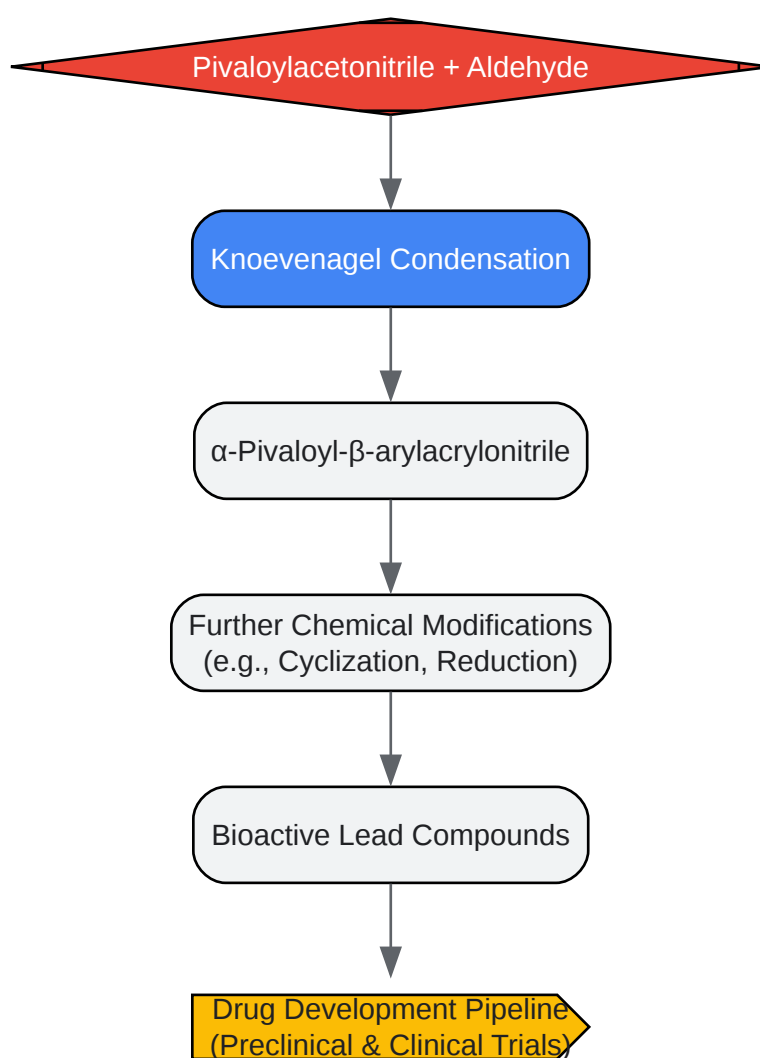 Pivaloylacetonitrile + Aldehyde
Knoevenagel Condensation
α-Pivaloyl-β-arylacrylonitrile
Further Chemical Modifications
(e.g., Cyclization, Reduction)
Bioactive Lead Compounds
Drug Development Pipeline
(Preclinical & Clinical Trials)